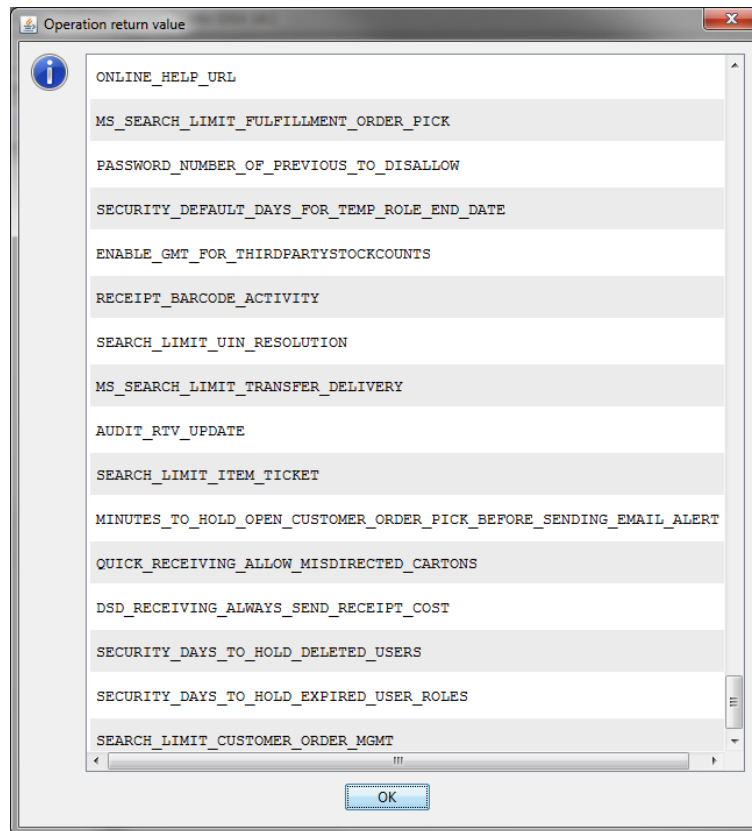 Operation return value
ONLINE_HELP_URL
MS_SEARCH_LIMIT_FULFILLMENT_ORDER_PICK
PASSWORD_NUMBER_OF_PREVIOUS_TO_DISALLOW
SECURITY_DEFAULT_DAYS_FOR_TEMP_ROLE_END_DATE
ENABLE_GMT_FOR_THIRDPARTYSTOCKCOUNTS
RECEIPT_BARCODE_ACTIVITY
SEARCH_LIMIT_UIN_RESOLUTION
MS_SEARCH_LIMIT_TRANSFER_DELIVERY
AUDIT_RTV_UPDATE
SEARCH_LIMIT_ITEM_TICKET
MINUTES_TO_HOLD_OPEN_CUSTOMER_ORDER_PICK_BEFORE_SENDING_EMAIL_ALERT
QUICK_RECEIVING_ALLOW_MISDIRECTED_CARTONS
DSD_RECEIVING_ALWAYS_SEND_RECEIPT_COST
SECURITY_DAYS_TO_HOLD_DELETED_USERS
SECURITY_DAYS_TO_HOLD_EXPIRED_USER_ROLES
SEARCH_LIMIT_CUSTOMER_ORDER_MGMT
OK